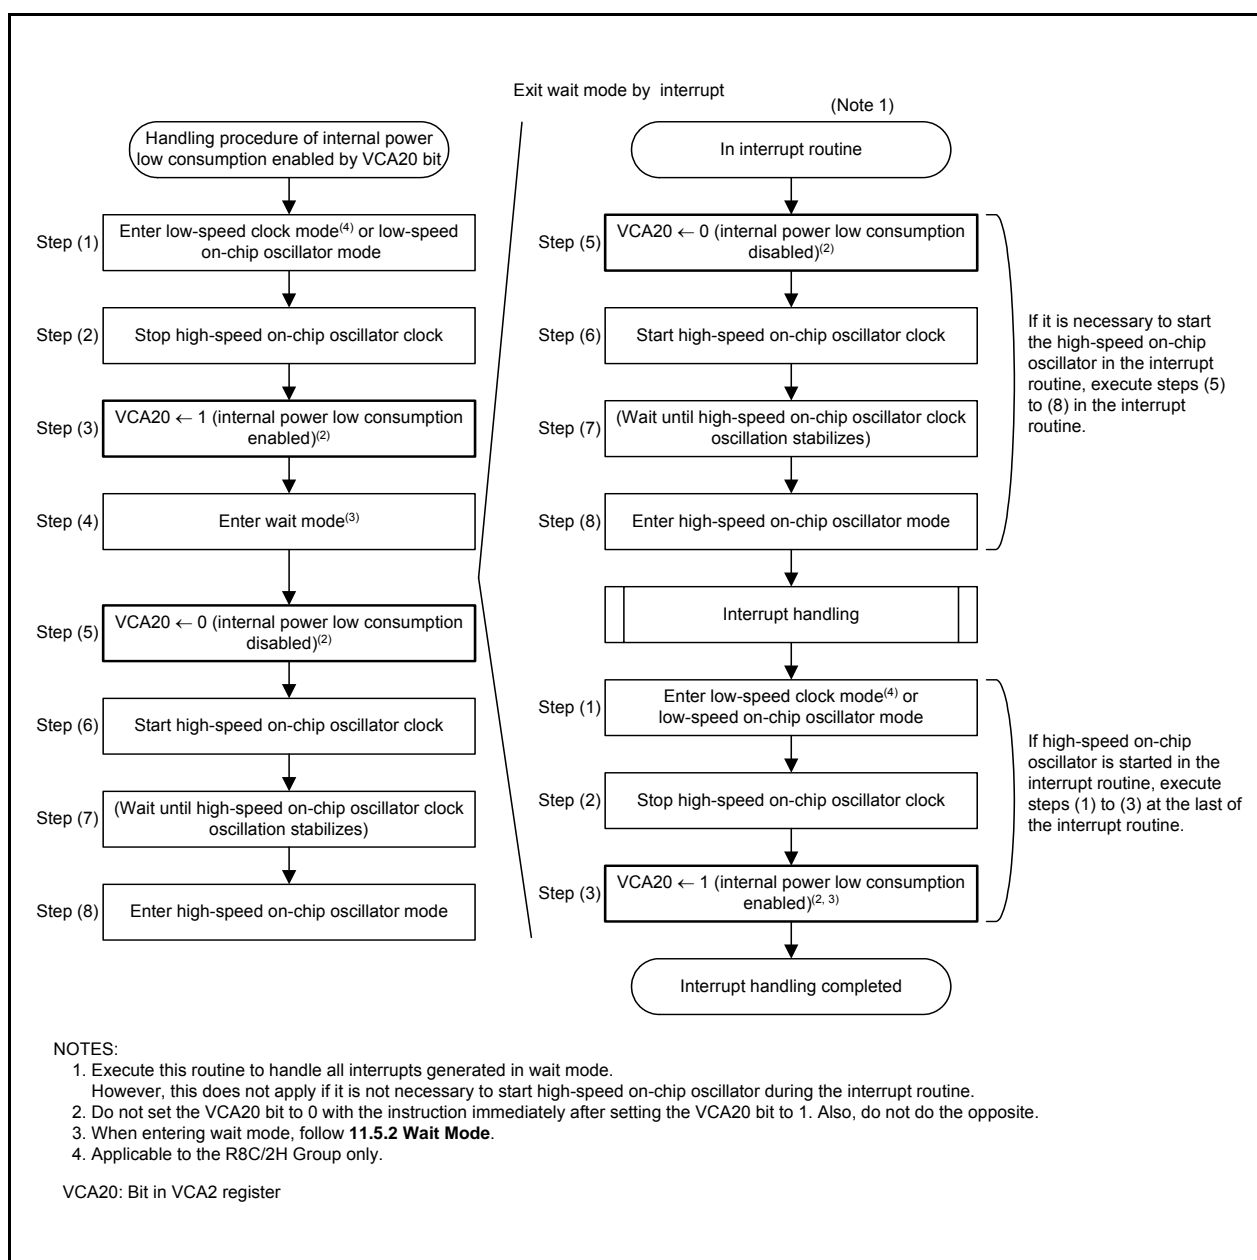 Exit wait mode by interrupt
(Note 1)
Handling procedure of internal power
low consumption enabled by VCA20 bit
Step (1)
Enter low-speed clock mode(4) or low-speed
on-chip oscillator mode
Step (2)
Stop high-speed on-chip oscillator clock
Step (3)
VCA20 ← 1 (internal power low consumption
enabled)(2)
Step (4)
Enter wait mode(3)
Step (5)
VCA20 ← 0 (internal power low consumption
disabled)(2)
Step (6)
Start high-speed on-chip oscillator clock
Step (7)
(Wait until high-speed on-chip oscillator clock
oscillation stabilizes)
Step (8)
Enter high-speed on-chip oscillator mode
In interrupt routine
Step (5)
VCA20 ← 0 (internal power low consumption
disabled)(2)
Step (6)
Start high-speed on-chip oscillator clock
Step (7)
(Wait until high-speed on-chip oscillator clock
oscillation stabilizes)
Step (8)
Enter high-speed on-chip oscillator mode
If it is necessary to start
the high-speed on-chip
oscillator in the interrupt
routine, execute steps (5)
to (8) in the interrupt
routine.
Interrupt handling
Step (1)
Enter low-speed clock mode(4) or
low-speed on-chip oscillator mode
Step (2)
Stop high-speed on-chip oscillator clock
Step (3)
VCA20 ← 1 (internal power low consumption
enabled)(2, 3)
If high-speed on-chip
oscillator is started in the
interrupt routine, execute
steps (1) to (3) at the last of
the interrupt routine.
Interrupt handling completed
NOTES:
1. Execute this routine to handle all interrupts generated in wait mode.
However, this does not apply if it is not necessary to start high-speed on-chip oscillator during the interrupt routine.
2. Do not set the VCA20 bit to 0 with the instruction immediately after setting the VCA20 bit to 1. Also, do not do the opposite.
3. When entering wait mode, follow 11.5.2 Wait Mode.
4. Applicable to the R8C/2H Group only.
VCA20: Bit in VCA2 register